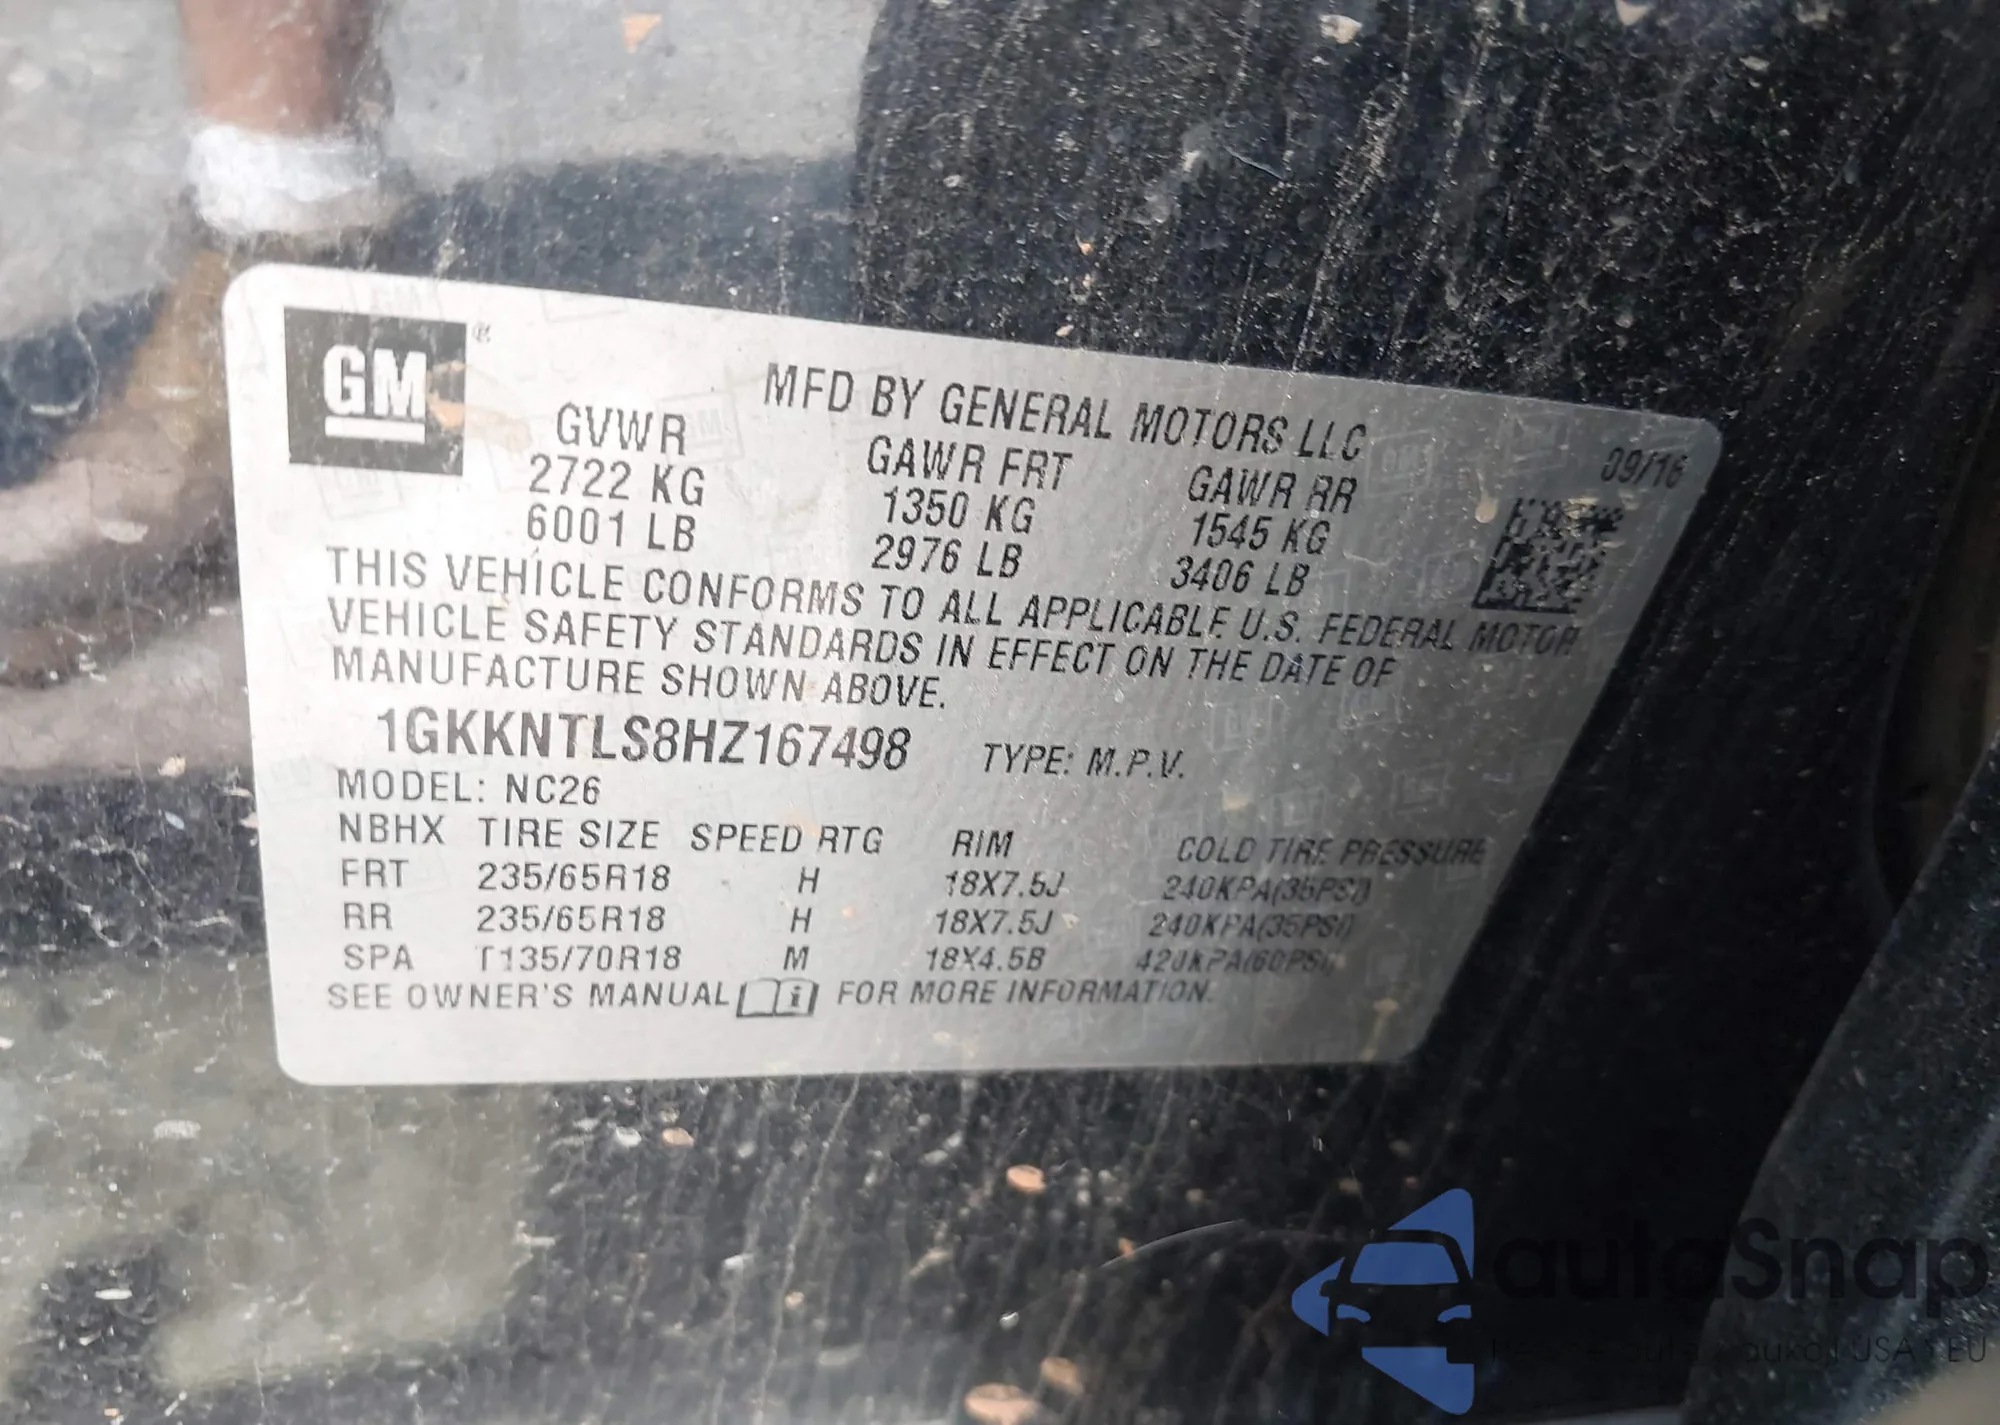 GM ®
MFD BY GENERAL MOTORS LLC
09/16
GVWR GAWR FRT GAWR RR
2722 KG 1350 KG 1545 KG
6001 LB 2976 LB 3406 LB
THIS VEHICLE CONFORMS TO ALL APPLICABLE U.S. FEDERAL MOTOR
VEHICLE SAFETY STANDARDS IN EFFECT ON THE DATE OF
MANUFACTURE SHOWN ABOVE.
1GKKNTLS8HZ167498 TYPE: M.P.V.
MODEL: NC26
NBHX TIRE SIZE SPEED RTG RIM COLD TIRE PRESSURE
FRT 235/65R18 H 18X7.5J 240KPA(35PSI)
RR 235/65R18 H 18X7.5J 240KPA(35PSI)
SPA T135/70R18 M 18X4.5B 420KPA(60PSI)
SEE OWNER'S MANUAL FOR MORE INFORMATION.
autoSnap
USA EU